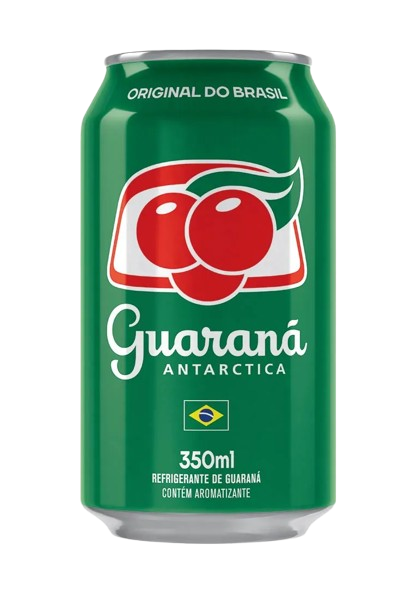 ORIGINAL DO BRASIL
Guaraná
ANTARCTICA
350ml
REFRIGERANTE DE GUARANÁ
CONTÉM AROMATIZANTE